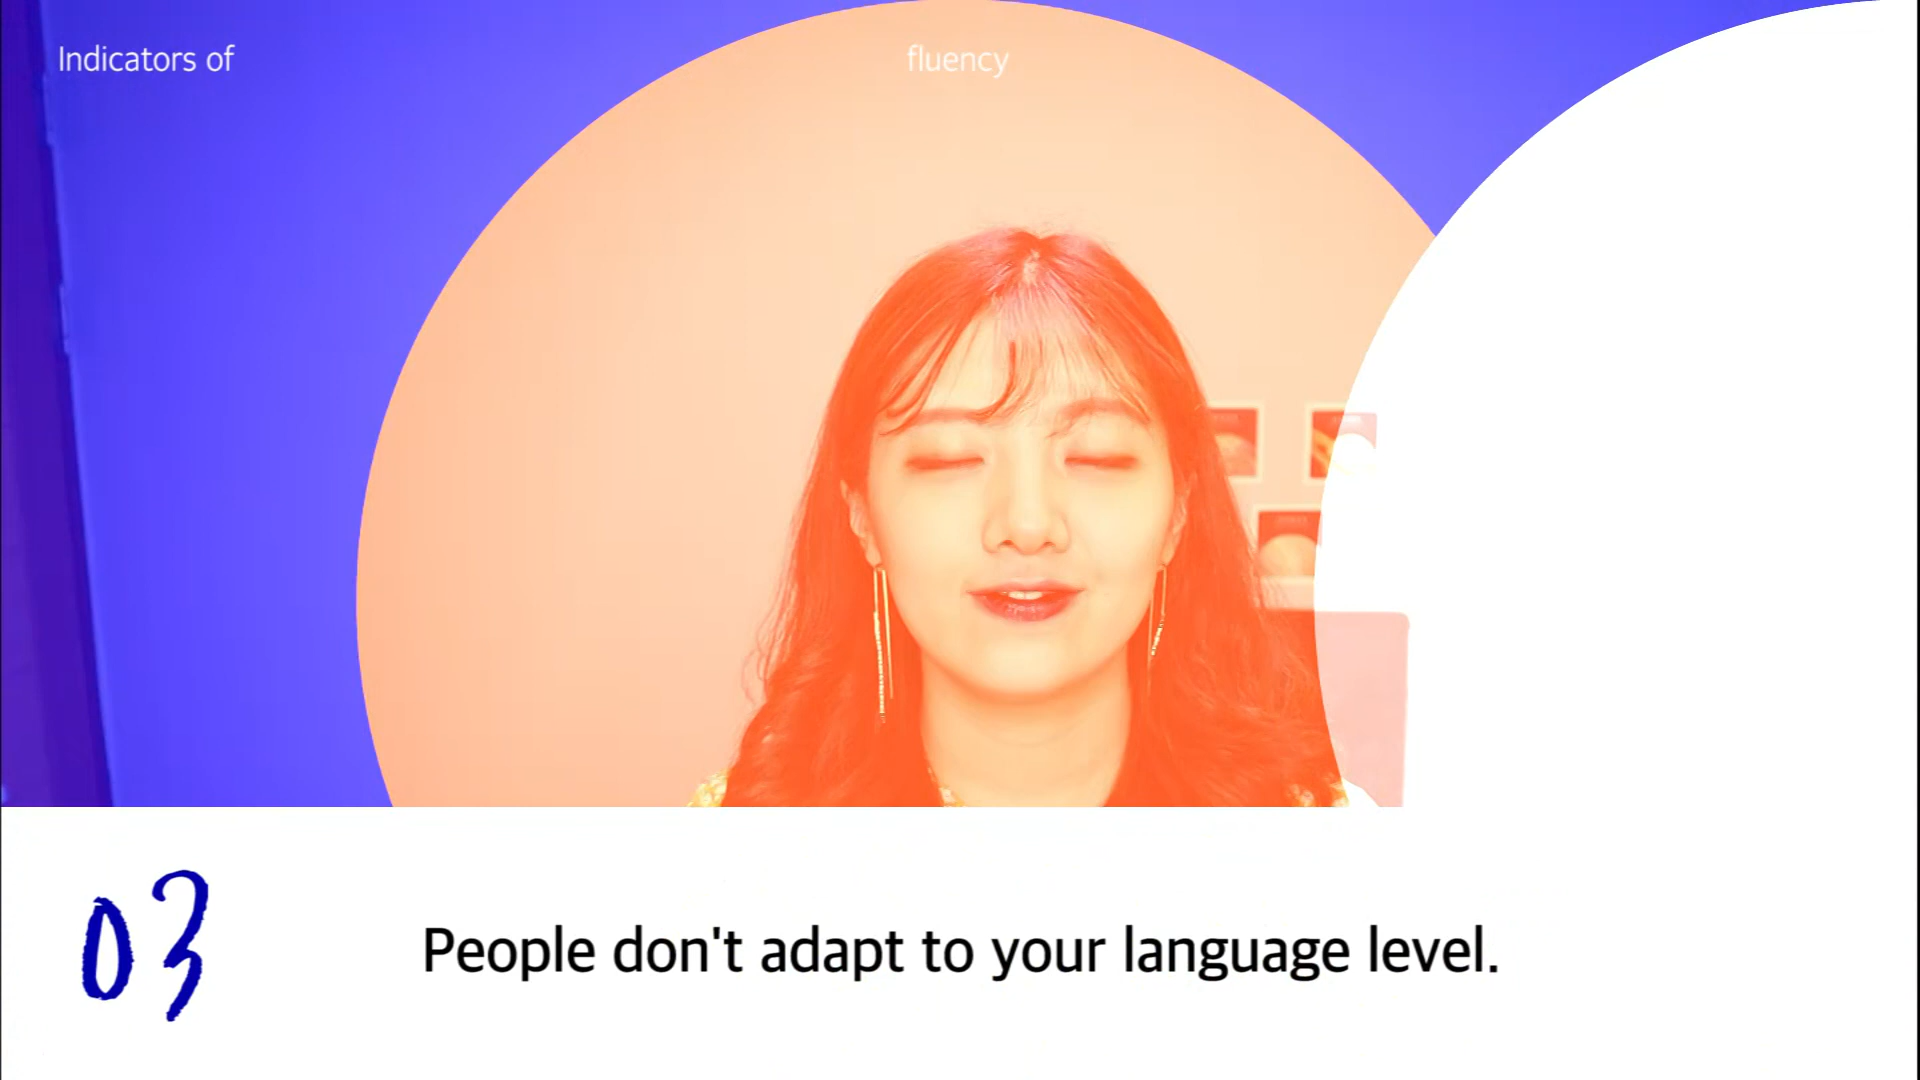 Indicators of fluency
03
People don't adapt to your language level.